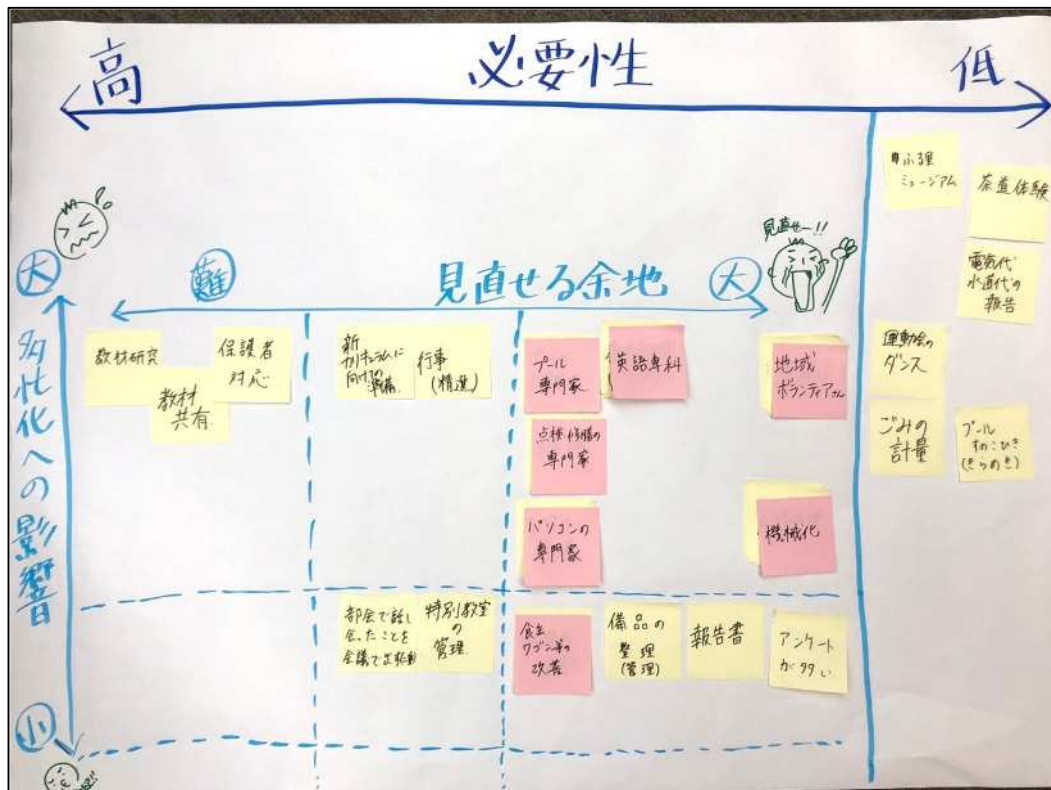 高
必要性
低
ふる里
ミュージアム
茶道体験
電気代
水道代の
報告
見直せー!!
大
難
見直せる余地
大
多忙化への影響
教材研究
保護者
対応
教材
共有
新
カリキュラムに
向けての
準備
行事
(精選)
プール
専門家
英語専科
地域
ボランティアさん
運動会の
ダンス
点検・修繕の
専門家
ごみの
計量
プール
すのこひき
(きらめき)
パソコンの
専門家
機械化
部会で話し
会ったことを
会議で
特別教室
の
管理
ワゴン等の
改善
備品の
整理
(管理)
報告書
アンケート
が多い
小